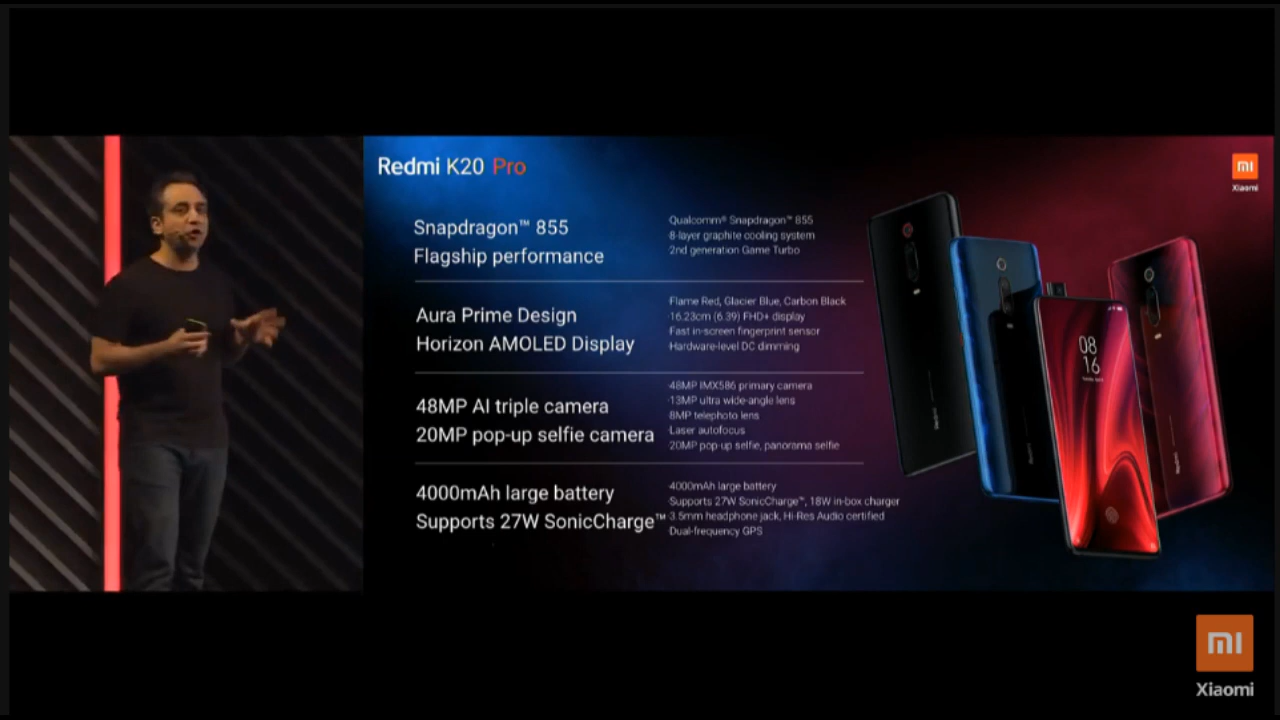 Redmi K20 Pro
mi
Xiaomi
Snapdragon™ 855
Flagship performance
·Qualcomm® Snapdragon™ 855
·8-layer graphite cooling system
·2nd generation Game Turbo
Aura Prime Design
Horizon AMOLED Display
·Flame Red, Glacier Blue, Carbon Black
·16.23cm (6.39) FHD+ display
·Fast in-screen fingerprint sensor
·Hardware-level DC dimming
48MP AI triple camera
20MP pop-up selfie camera
·48MP IMX586 primary camera
·13MP ultra wide-angle lens
·8MP telephoto lens
·Laser autofocus
·20MP pop-up selfie, panorama selfie
4000mAh large battery
Supports 27W SonicCharge™
·4000mAh large battery
·Supports 27W SonicCharge™, 18W in-box charger
·3.5mm headphone jack, Hi-Res Audio certified
·Dual-frequency GPS
08
16
Redmi
Redmi
mi
Xiaomi